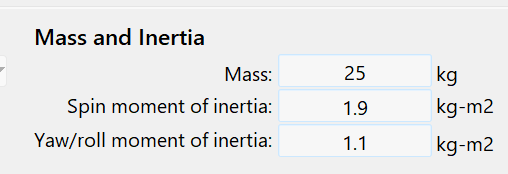 Mass and Inertia
Mass: 25 kg
Spin moment of inertia: 1.9 kg-m2
Yaw/roll moment of inertia: 1.1 kg-m2